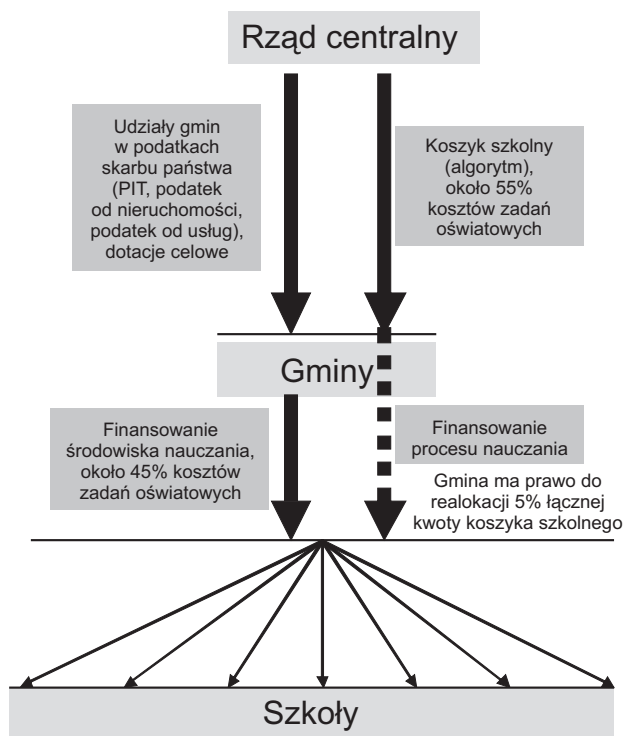 Rząd centralny
Udziały gmin
w podatkach
skarbu państwa
(PIT, podatek
od nieruchomości,
podatek od usług),
dotacje celowe
Koszyk szkolny
(algorytm),
około 55%
kosztów zadań
oświatowych
Gminy
Finansowanie
środowiska nauczania,
około 45% kosztów
zadań oświatowych
Finansowanie
procesu nauczania
Gmina ma prawo do
realokacji 5% łącznej
kwoty koszyka szkolnego
Szkoły